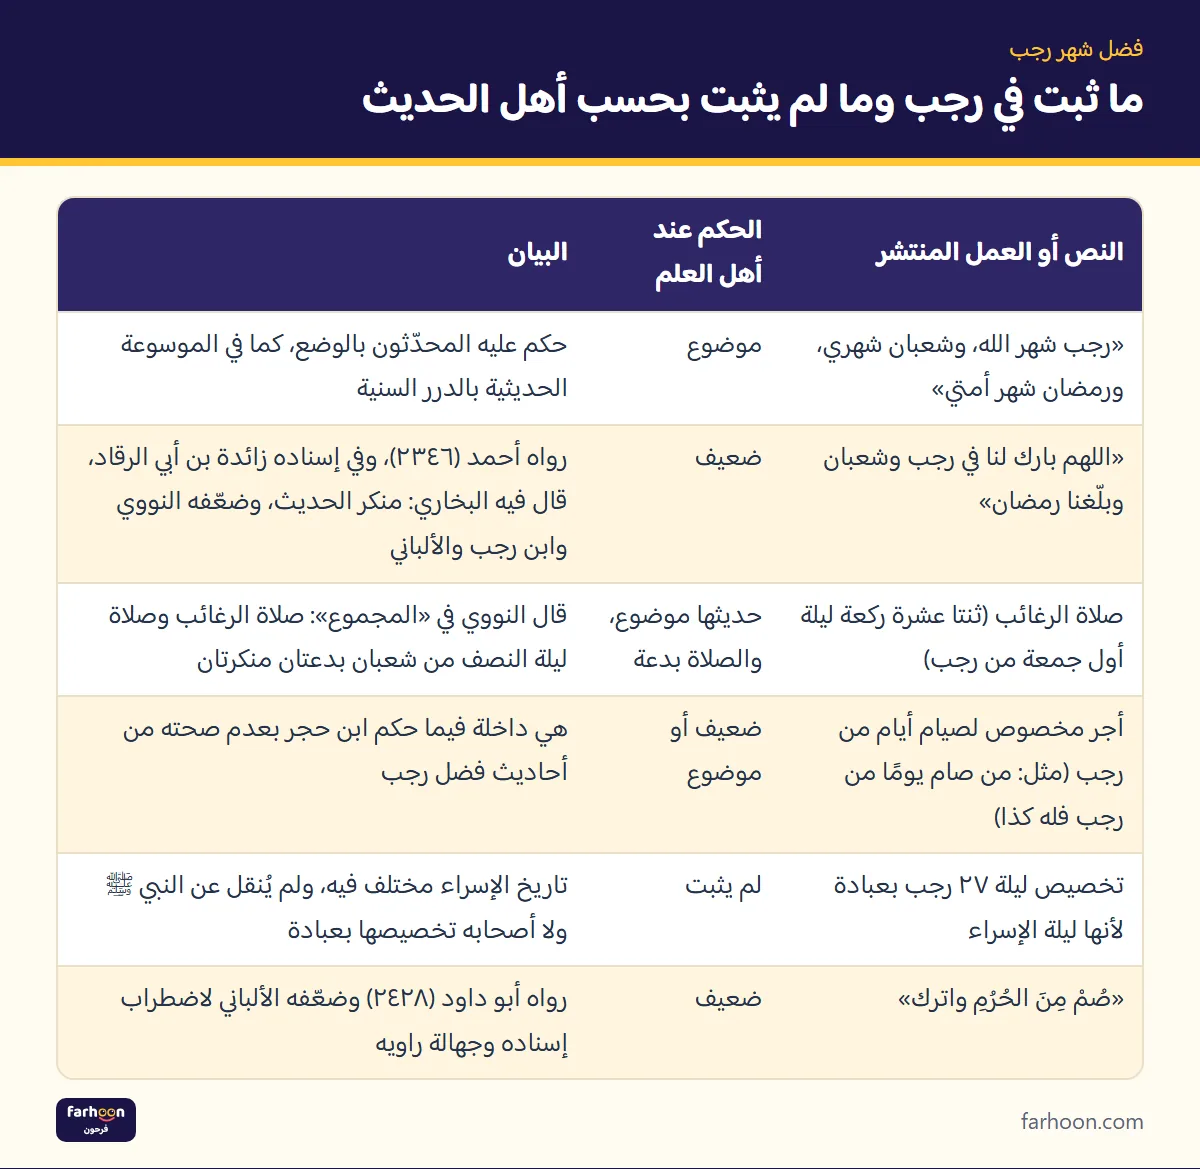 فضل شهر رجب
ما ثبت في رجب وما لم يثبت بحسب أهل الحديث
النص أو العمل المنتشر
الحكم عند
أهل العلم
البيان
«رجب شهر الله، وشعبان شهري،
ورمضان شهر أمتي»
موضوع
حكم عليه المحدّثون بالوضع، كما في الموسوعة
الحديثية بالدرر السنية
«اللهم بارك لنا في رجب وشعبان
وبلّغنا رمضان»
ضعيف
رواه أحمد (٢٣٤٦)، وفي إسناده زائدة بن أبي الرقاد،
قال فيه البخاري: منكر الحديث، وضعّفه النووي
وابن رجب والألباني
صلاة الرغائب (ثنتا عشرة ركعة ليلة
أول جمعة من رجب)
حديثها موضوع،
والصلاة بدعة
قال النووي في «المجموع»: صلاة الرغائب وصلاة
ليلة النصف من شعبان بدعتان منكرتان
أجر مخصوص لصيام أيام من
رجب (مثل: من صام يومًا من
رجب فله كذا)
ضعيف أو
موضوع
هي داخلة فيما حكم ابن حجر بعدم صحته من
أحاديث فضل رجب
تخصيص ليلة ٢٧ رجب بعبادة
لأنها ليلة الإسراء
لم يثبت
تاريخ الإسراء مختلف فيه، ولم يُنقل عن النبي ﷺ
ولا أصحابه تخصيصها بعبادة
«صُمْ مِنَ الحُرُمِ واترك»
ضعيف
رواه أبو داود (٢٤٢٨) وضعّفه الألباني لاضطراب
إسناده وجهالة راويه
farhoon.com
farhoon
فرحون